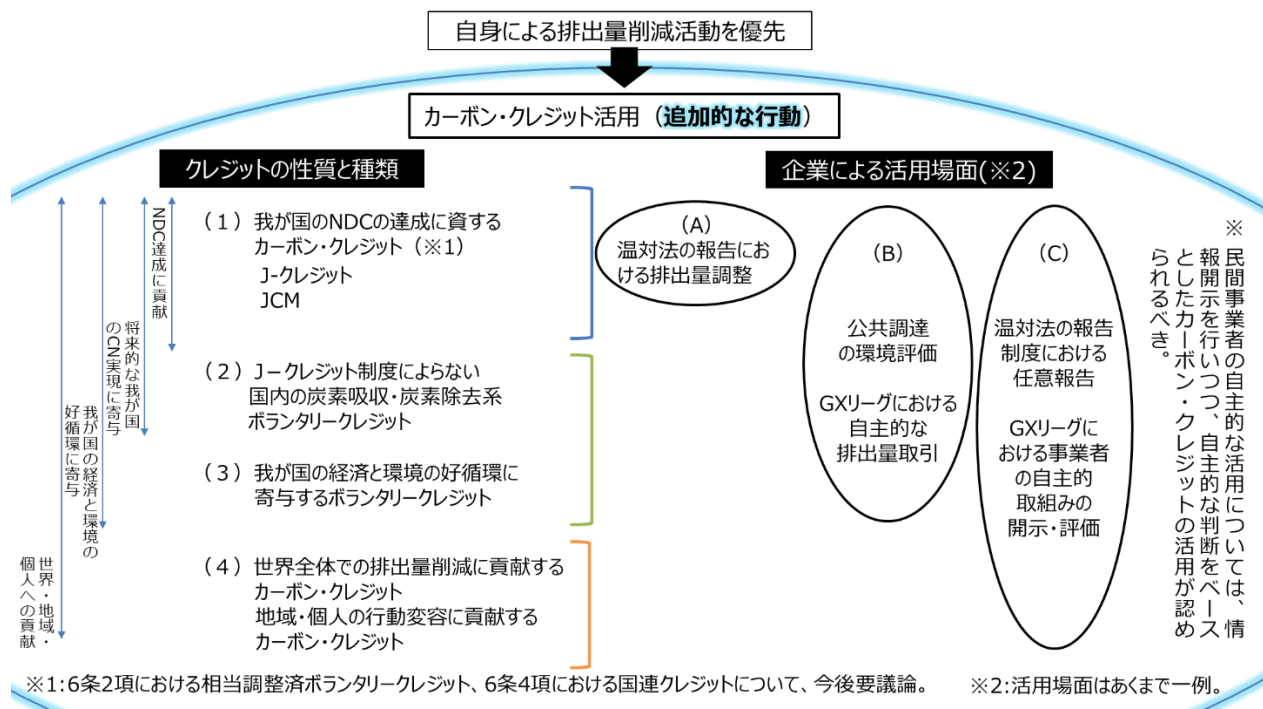 自身による排出量削減活動を優先
カーボン・クレジット活用（追加的な行動）
クレジットの性質と種類
企業による活用場面(※2)
NDC達成に貢献
将来的な我が国
のCN実現に寄与
我が国の経済と環境の
好循環に寄与
世界・地域・
個人への貢献
（１）我が国のNDCの達成に資する
カーボン・クレジット（※1）
J-クレジット
JCM
（２）J－クレジット制度によらない
国内の炭素吸収・炭素除去系
ボランタリークレジット
（３）我が国の経済と環境の好循環に
寄与するボランタリークレジット
（４）世界全体での排出量削減に貢献する
カーボン・クレジット
地域・個人の行動変容に貢献する
カーボン・クレジット
（A）
温対法の報告にお
ける排出量調整
（B）
公共調達
の環境評価
GXリーグにおける
自主的な
排出量取引
（C）
温対法の報告
制度における
任意報告
GXリーグに
おける事業者
の自主的
取組みの
開示・評価
※民間事業者の自主的な活用については、情
報開示を行いつつ、自主的な判断をベース
としたカーボン・クレジットの活用が認め
られるべき。
※1:6条2項における相当調整済ボランタリークレジット、6条4項における国連クレジットについて、今後要議論。
※2:活用場面はあくまで一例。